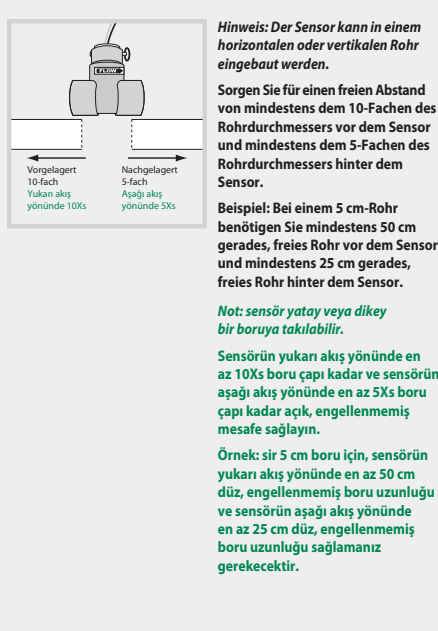 FLOW
Vorgelagert
10-fach
Yukarı akış
yönünde 10Xs
Nachgelagert
5-fach
Aşağı akış
yönünde 5Xs
Hinweis: Der Sensor kann in einem
horizontalen oder vertikalen Rohr
eingebaut werden.
Sorgen Sie für einen freien Abstand
von mindestens dem 10-Fachen des
Rohrdurchmessers vor dem Sensor
und mindestens dem 5-Fachen des
Rohrdurchmessers hinter dem
Sensor.
Beispiel: Bei einem 5 cm-Rohr
benötigen Sie mindestens 50 cm
gerades, freies Rohr vor dem Sensor
und mindestens 25 cm gerades,
freies Rohr hinter dem Sensor.
Not: sensör yatay veya dikey
bir boruya takılabilir.
Sensörün yukarı akış yönünde en
az 10Xs boru çapı kadar ve sensörün
aşağı akış yönünde en az 5Xs boru
çapı kadar açık, engellenmemiş
mesafe sağlayın.
Örnek: sir 5 cm boru için, sensörün
yukarı akış yönünde en az 50 cm
düz, engellenmemiş boru uzunluğu
ve sensörün aşağı akış yönünde
en az 25 cm düz, engellenmemiş
boru uzunluğu sağlamanız
gerekecektir.